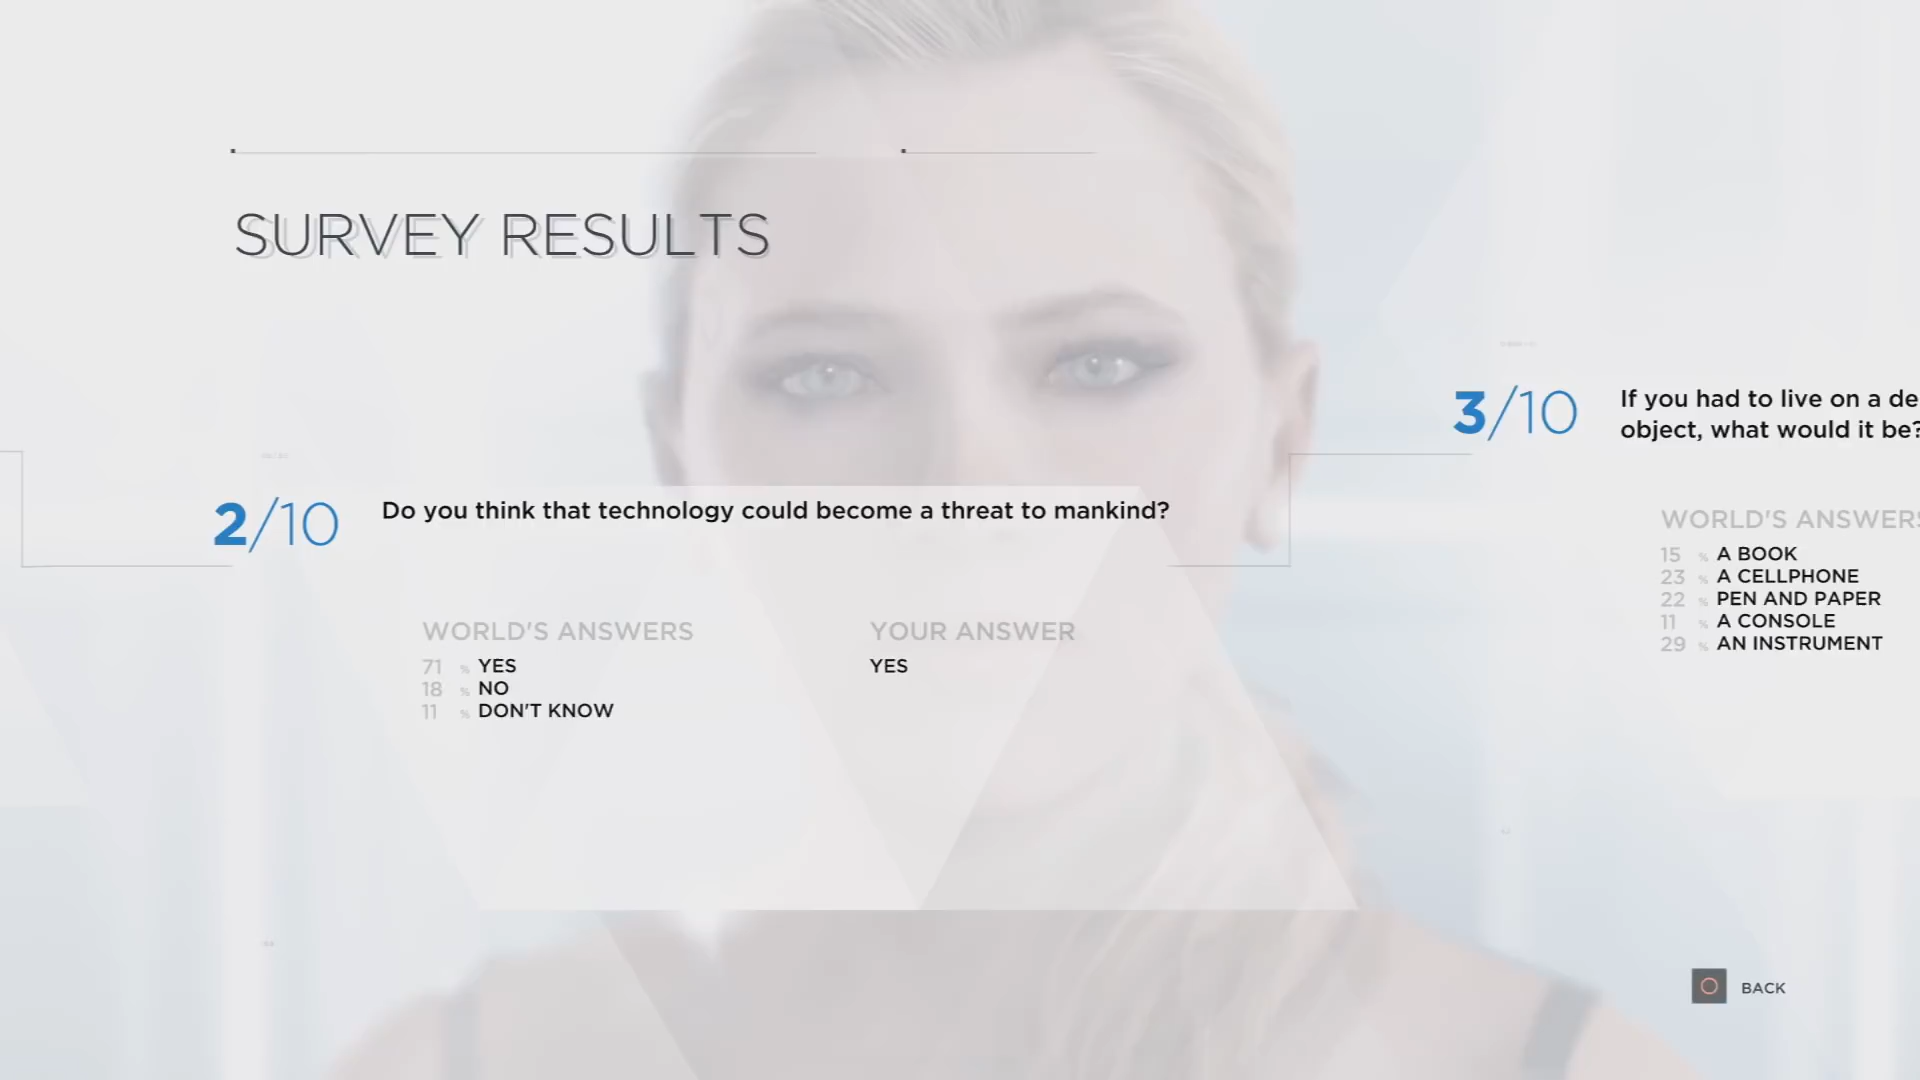 SURVEY RESULTS
2/10
Do you think that technology could become a threat to mankind?
WORLD'S ANSWERS
71 % YES
18 % NO
11 % DON'T KNOW
YOUR ANSWER
YES
3/10
If you had to live on a de
object, what would it be?
WORLD'S ANSWERS
15 % A BOOK
23 % A CELLPHONE
22 % PEN AND PAPER
11 % A CONSOLE
29 % AN INSTRUMENT
BACK